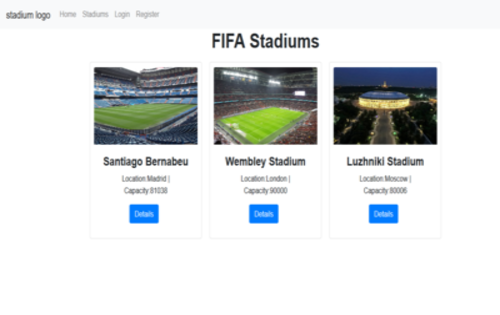 stadium logo Home Stadiums Login Register
FIFA Stadiums
Santiago Bernabeu
Location:Madrid |
Capacity:81038
Details
Wembley Stadium
Location:London |
Capacity:90000
Details
Luzhniki Stadium
Location:Moscow |
Capacity:80006
Details